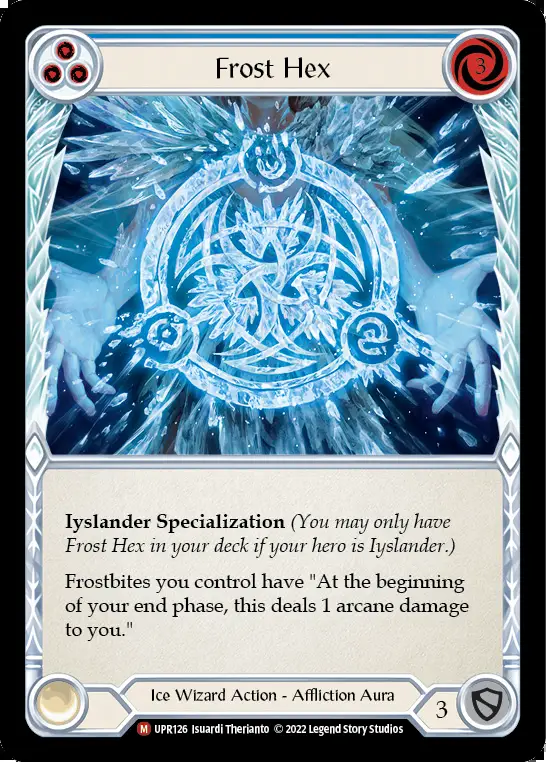 Frost Hex
3
Iyslander Specialization (You may only have
Frost Hex in your deck if your hero is Iyslander.)
Frostbites you control have "At the beginning
of your end phase, this deals 1 arcane damage
to you."
Ice Wizard Action - Affliction Aura
3
M UPR126 Isuardi Therianto © 2022 Legend Story Studios